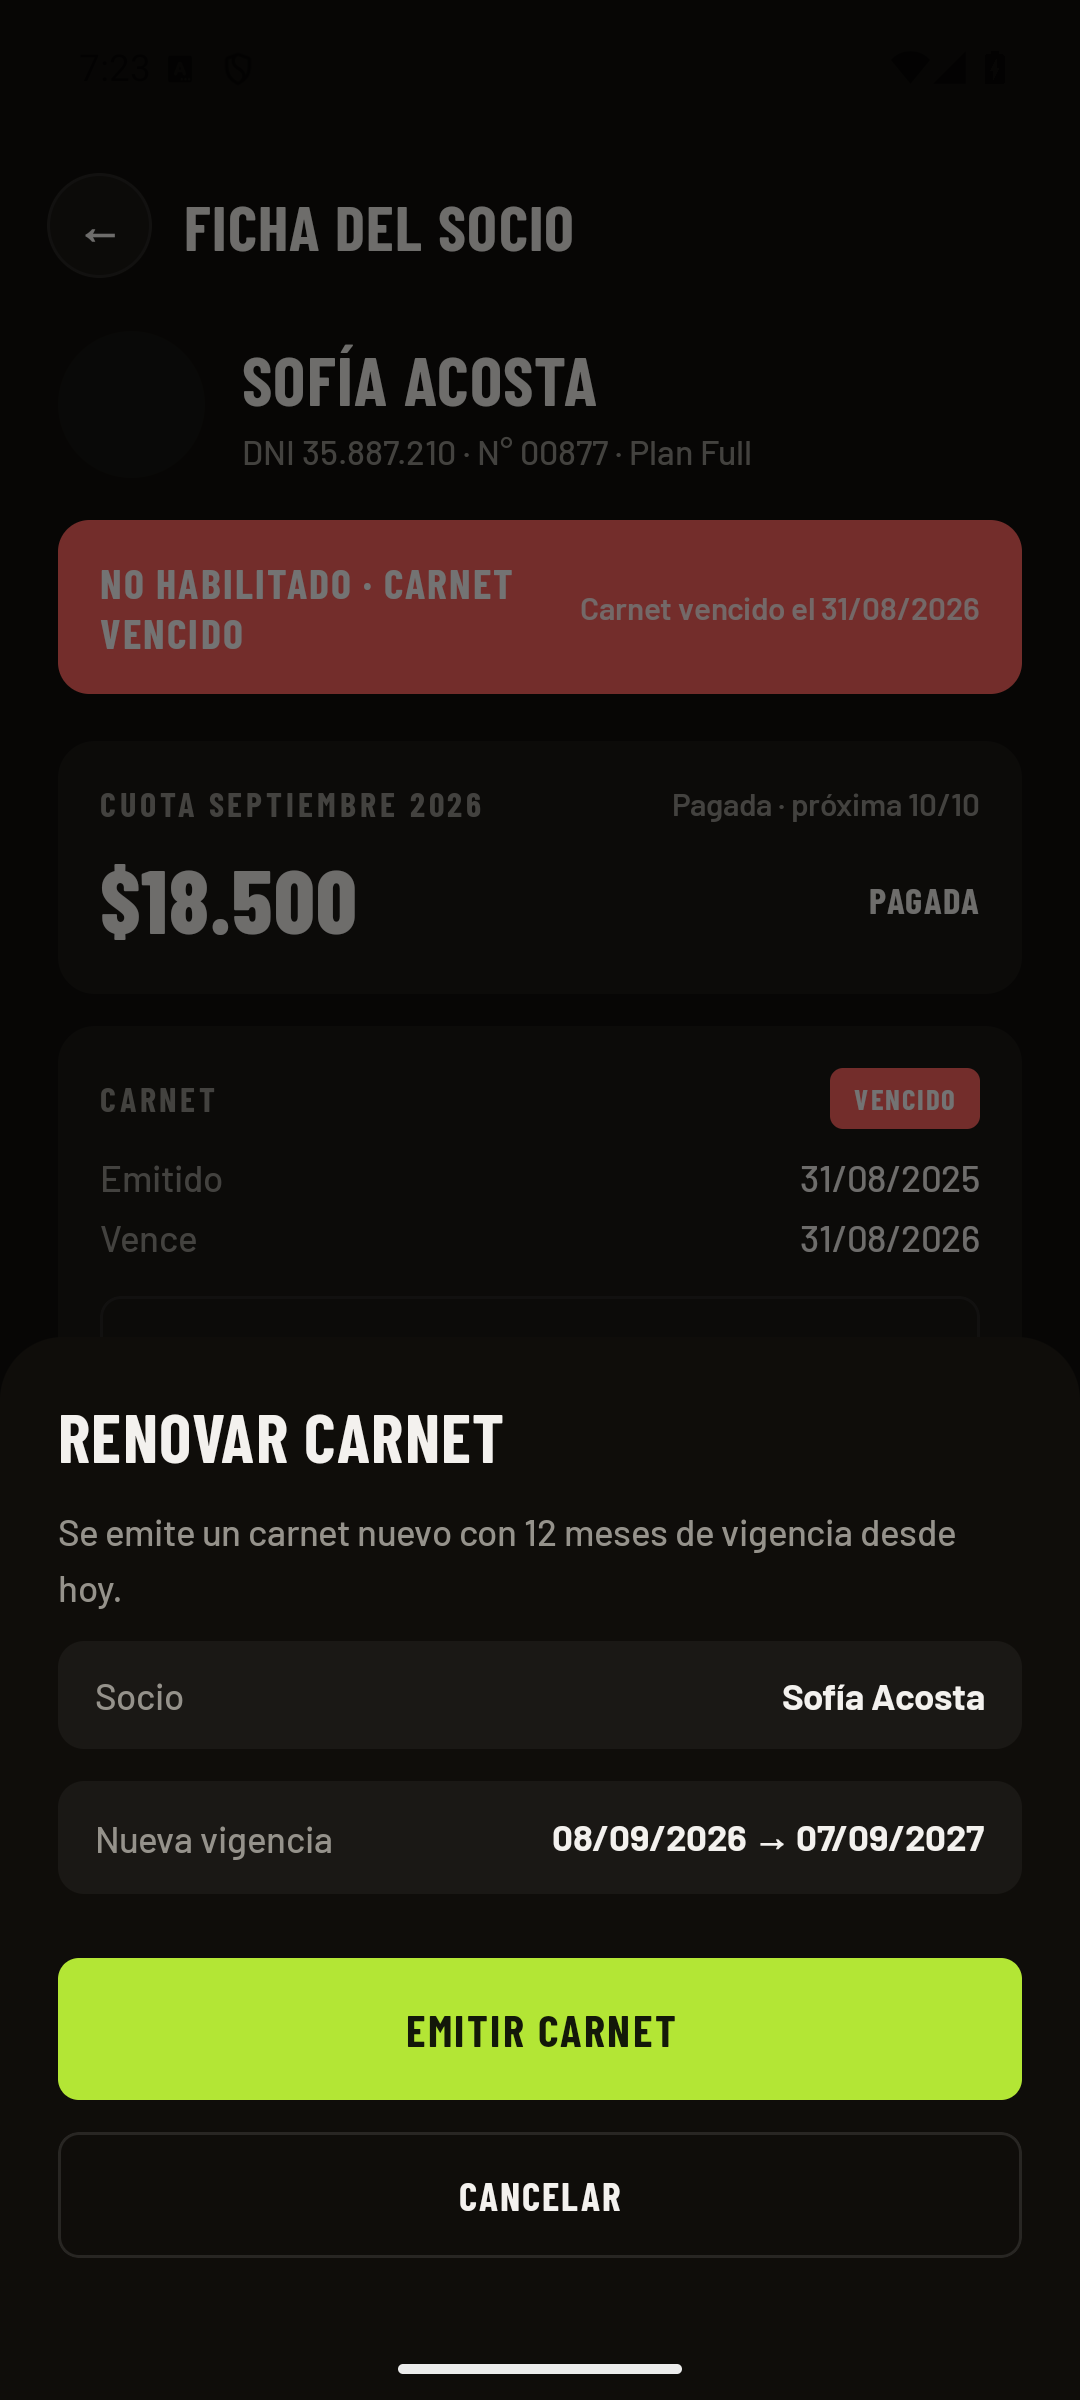 7:23
←
FICHA DEL SOCIO
SOFÍA ACOSTA
DNI 35.887.210 · N° 00877 · Plan Full
NO HABILITADO · CARNET
VENCIDO
Carnet vencido el 31/08/2026
CUOTA SEPTIEMBRE 2026
Pagada · próxima 10/10
$18.500
PAGADA
CARNET
VENCIDO
Emitido
31/08/2025
Vence
31/08/2026
RENOVAR CARNET
Se emite un carnet nuevo con 12 meses de vigencia desde
hoy.
Socio
Sofía Acosta
Nueva vigencia
08/09/2026 → 07/09/2027
EMITIR CARNET
CANCELAR